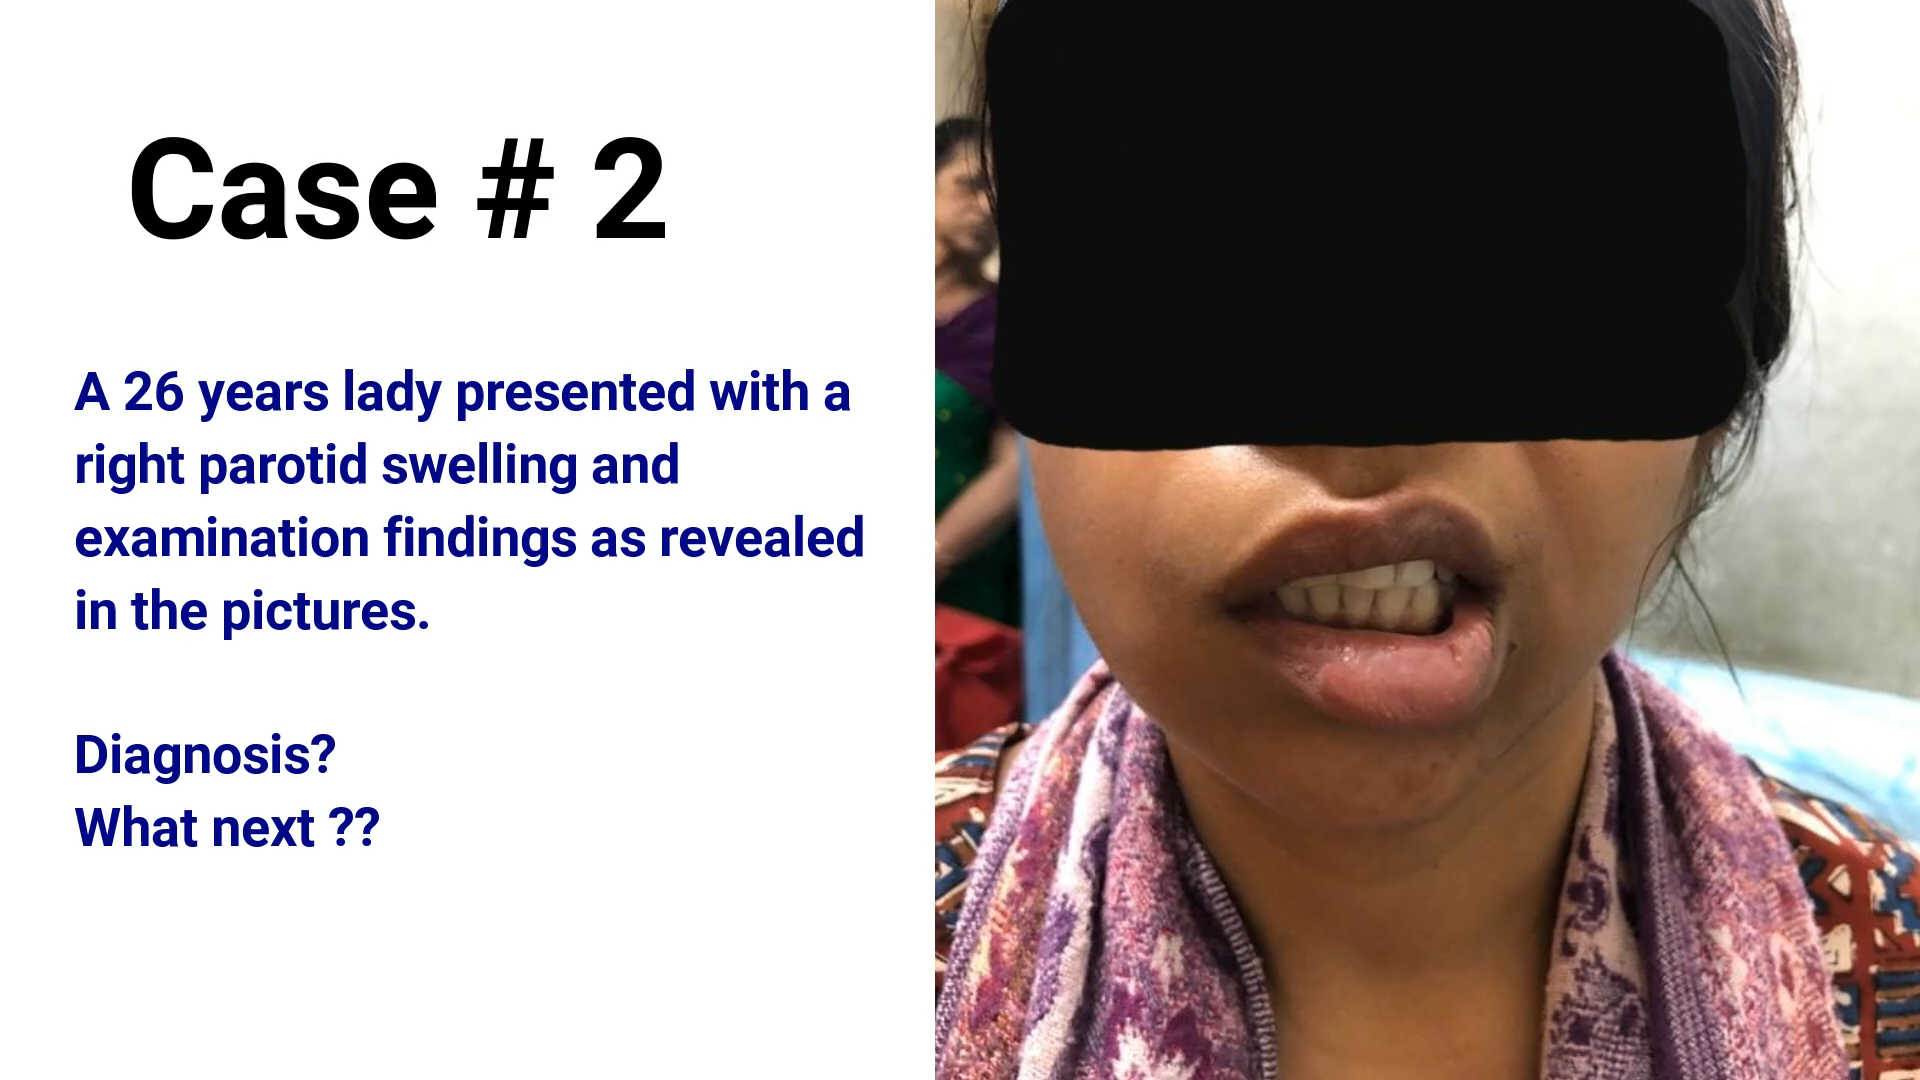 Case # 2
A 26 years lady presented with a
right parotid swelling and
examination findings as revealed
in the pictures.
Diagnosis?
What next ??